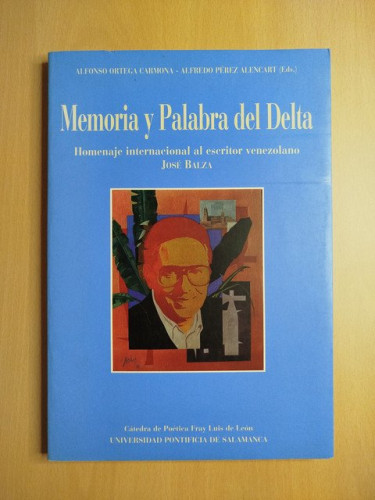 ALFONSO ORTEGA CARMONA - ALFREDO PÉREZ ALENCART (Eds.)
Memoria y Palabra del Delta
Homenaje internacional al escritor venezolano
JOSÉ BALZA
Cátedra de Poética Fray Luis de León
UNIVERSIDAD PONTIFICIA DE SALAMANCA